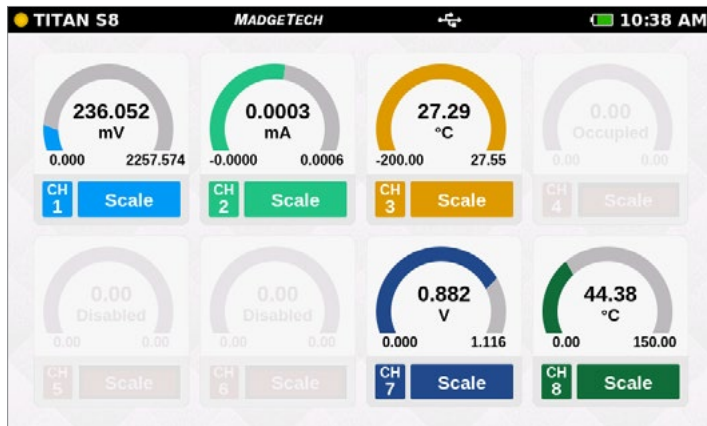 TITAN S8 MADGETECH 10:38 AM
236.052
mV
0.000 2257.574
CH
1
Scale
0.0003
mA
-0.0000 0.0006
CH
2
Scale
27.29
°C
-200.00 27.55
CH
3
Scale
0.00
Occupied
0.00 0.00
CH
4
Scale
0.00
Disabled
0.00 0.00
CH
5
Scale
0.00
Disabled
0.00 0.00
CH
6
Scale
0.882
V
0.000 1.116
CH
7
Scale
44.38
°C
0.00 150.00
CH
8
Scale